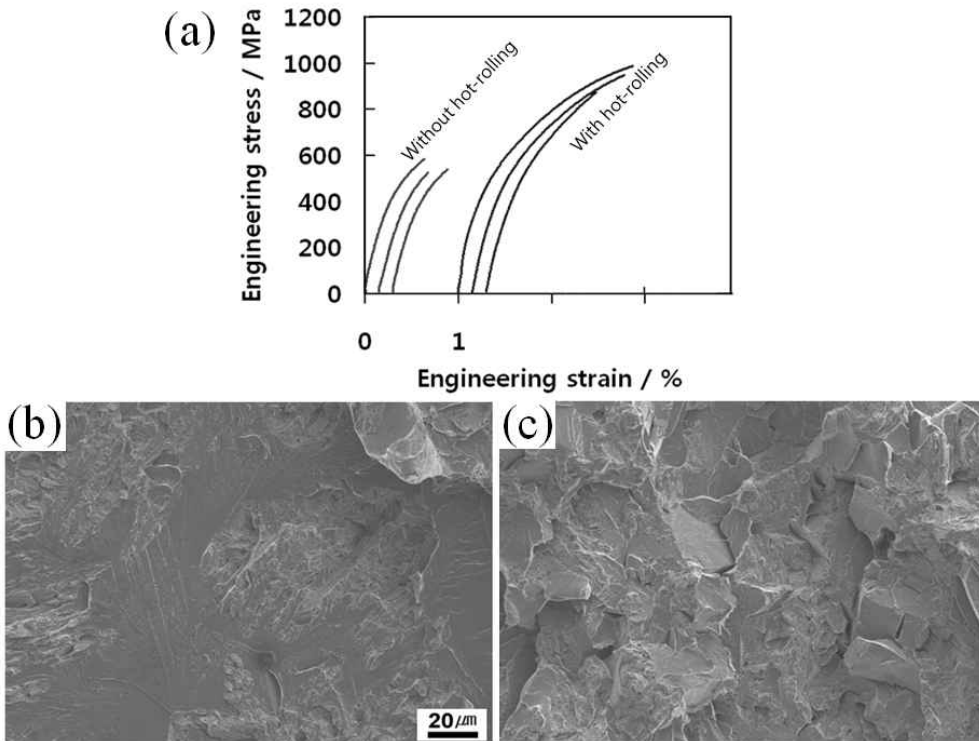 (a)
Engineering stress / MPa
1200
1000
800
600
400
200
0
Without hot-rolling
With hot-rolling
0 1
Engineering strain / %
(b)
(c)
20㎛